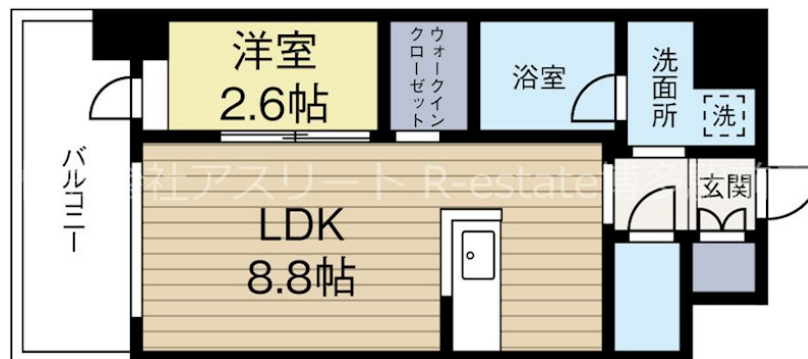 洋室
2.6帖
ウォークイン
クローゼット
浴室
洗面所
洗
バルコニー
社アスリート R-estate博多
玄関
LDK
8.8帖